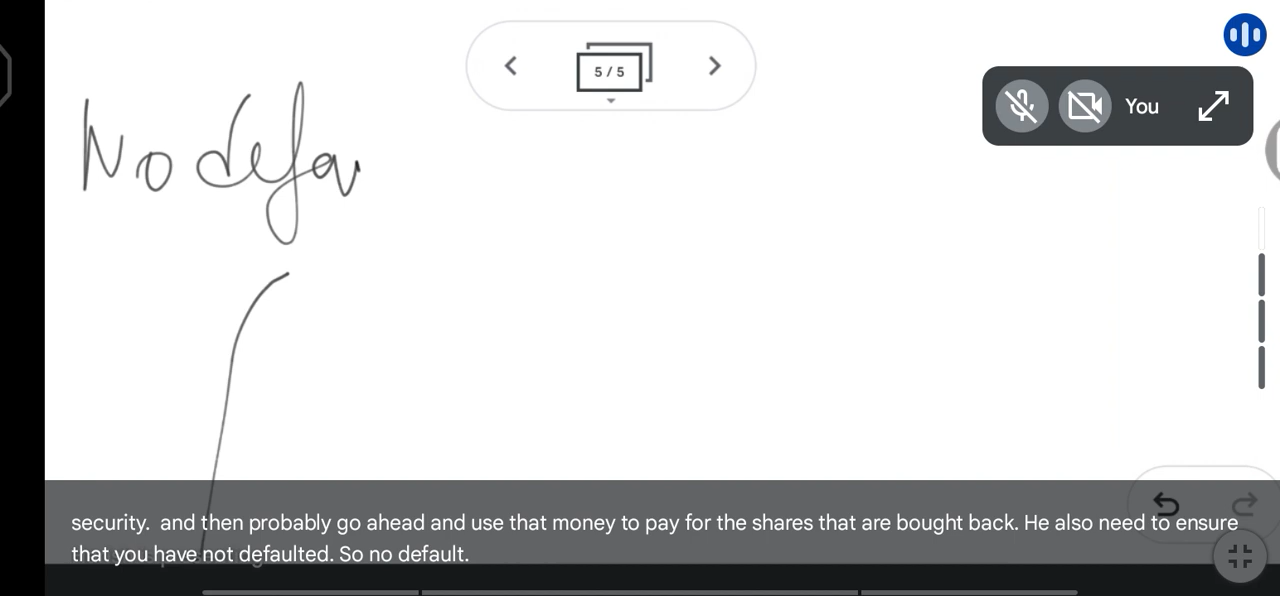 5 / 5
You
No defau
security.  and then probably go ahead and use that money to pay for the shares that are bought back. He also need to ensure
that you have not defaulted. So no default.